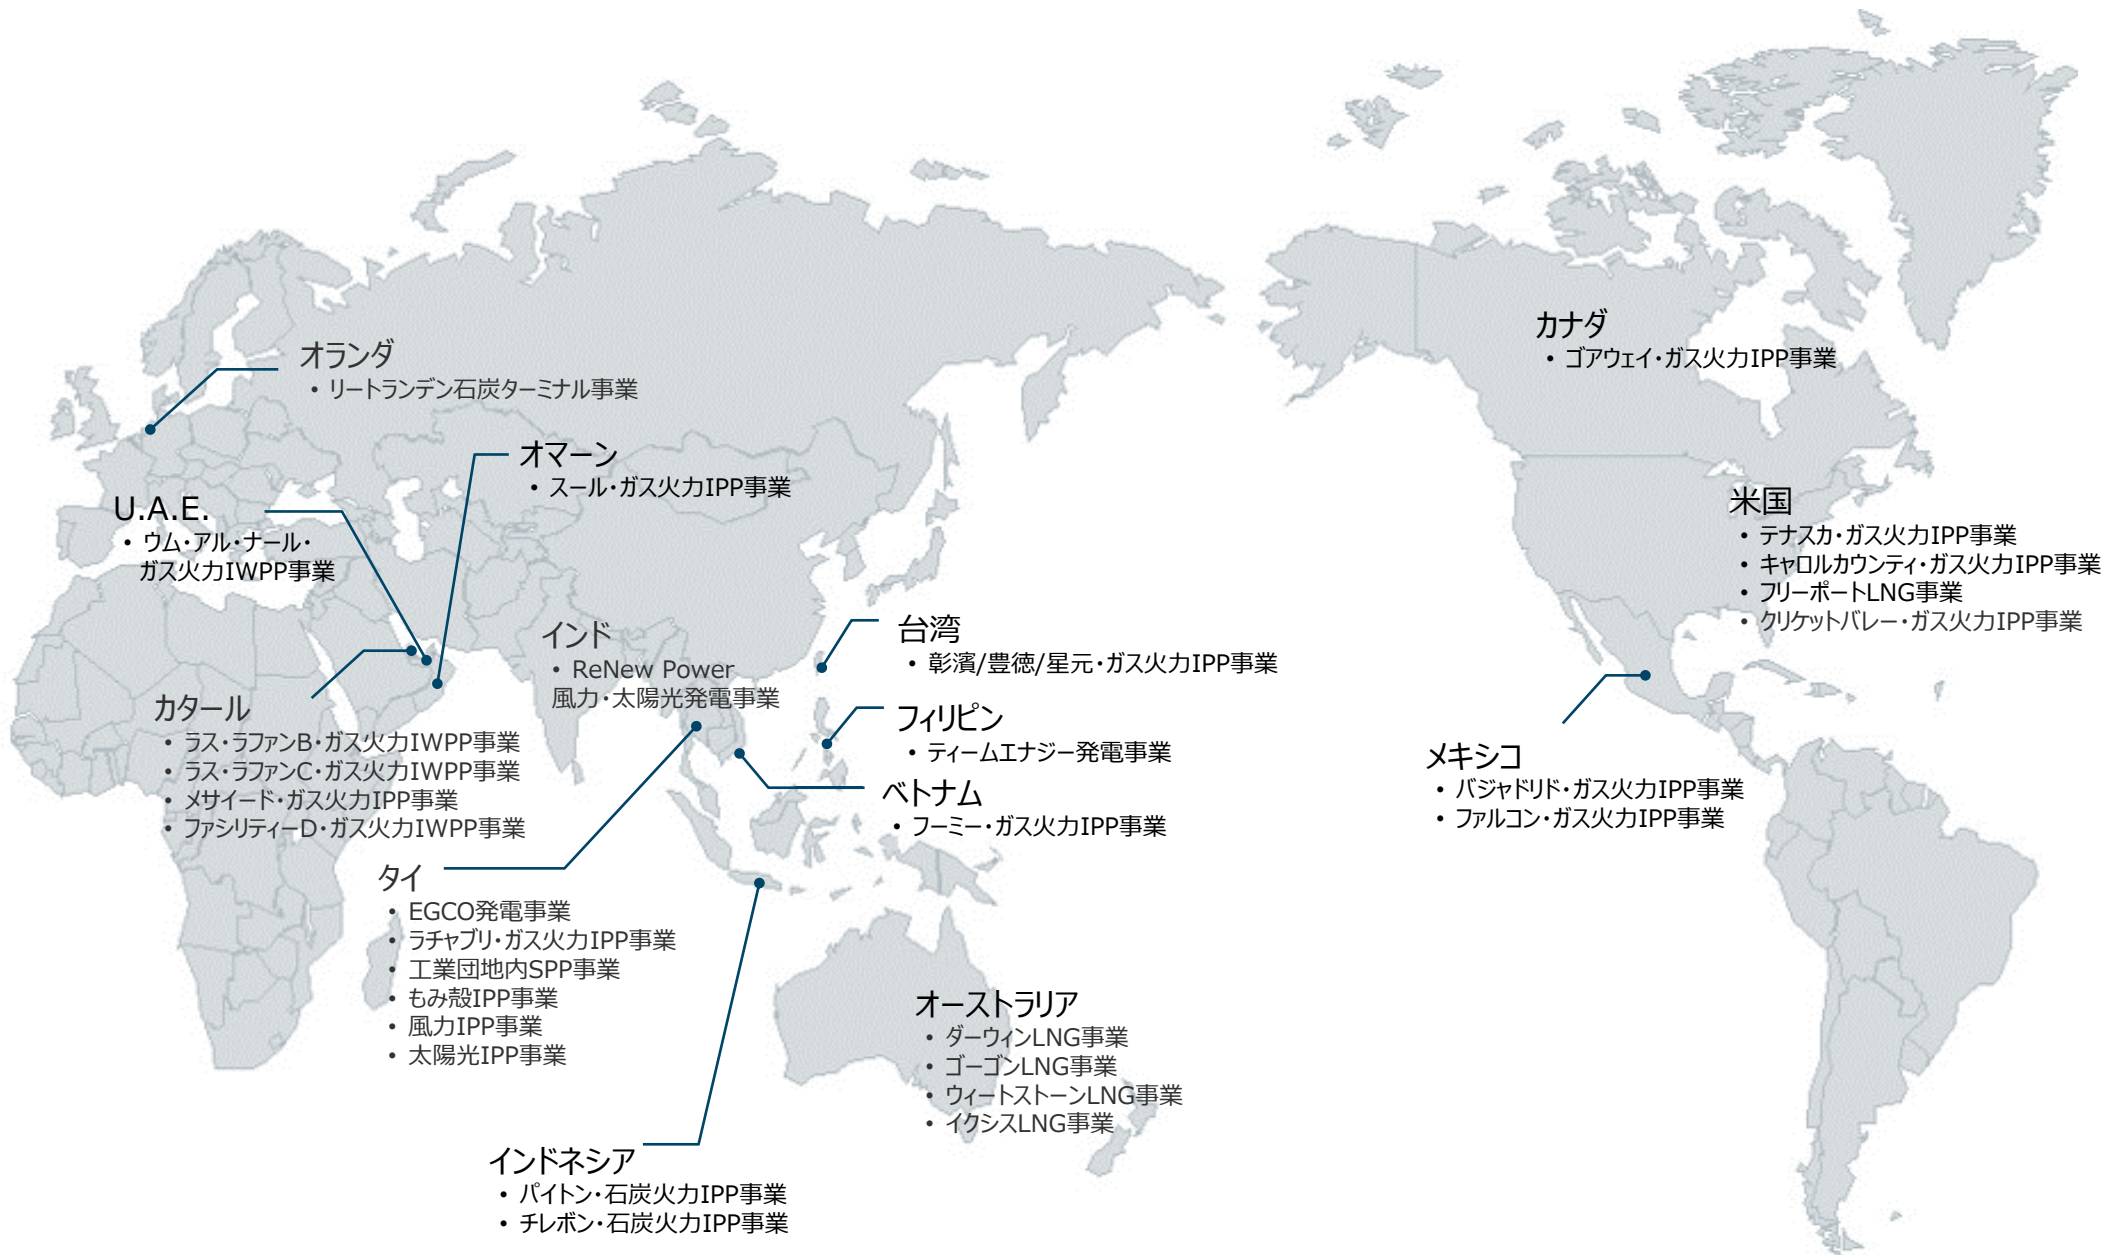 オランダ
• リートランデン石炭ターミナル事業
オマーン
• スール・ガス火力IPP事業
U.A.E.
• ウム・アル・ナール・
ガス火力IWPP事業
カタール
• ラス・ラファンB・ガス火力IWPP事業
• ラス・ラファンC・ガス火力IWPP事業
• メサイード・ガス火力IPP事業
• ファシリティーD・ガス火力IWPP事業
インド
• ReNew Power
風力・太陽光発電事業
タイ
• EGCO発電事業
• ラチャブリ・ガス火力IPP事業
• 工業団地内SPP事業
• もみ殻IPP事業
• 風力IPP事業
• 太陽光IPP事業
インドネシア
• パイトン・石炭火力IPP事業
• チレボン・石炭火力IPP事業
台湾
• 彰濱/豊徳/星元・ガス火力IPP事業
フィリピン
• ティームエナジー発電事業
ベトナム
• フーミー・ガス火力IPP事業
オーストラリア
• ダーウィンLNG事業
• ゴーゴンLNG事業
• ウィートストーンLNG事業
• イクシスLNG事業
カナダ
• ゴアウェイ・ガス火力IPP事業
米国
• テナスカ・ガス火力IPP事業
• キャロルカウンティ・ガス火力IPP事業
• フリーポートLNG事業
• クリケットバレー・ガス火力IPP事業
メキシコ
• バジャドリド・ガス火力IPP事業
• ファルコン・ガス火力IPP事業